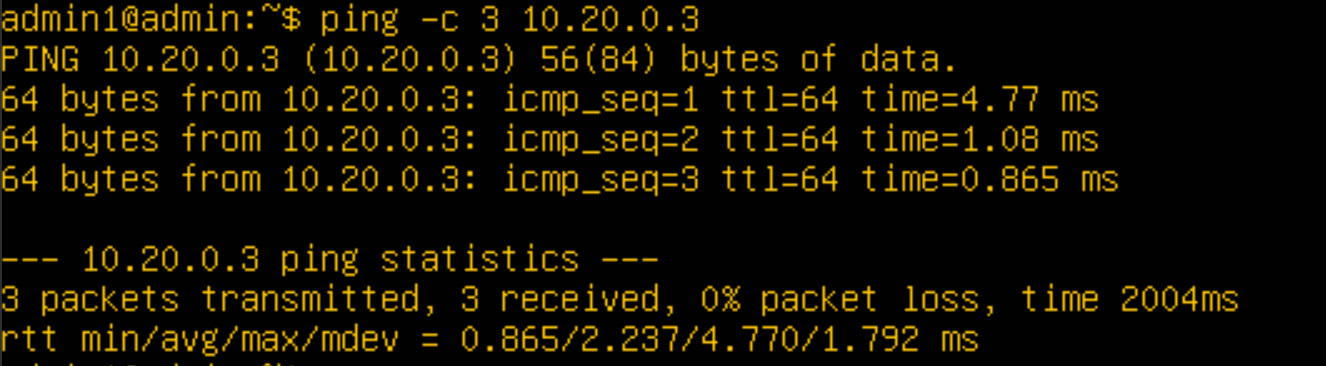 admin1@admin:~$ ping -c 3 10.20.0.3
PING 10.20.0.3 (10.20.0.3) 56(84) bytes of data.
64 bytes from 10.20.0.3: icmp_seq=1 ttl=64 time=4.77 ms
64 bytes from 10.20.0.3: icmp_seq=2 ttl=64 time=1.08 ms
64 bytes from 10.20.0.3: icmp_seq=3 ttl=64 time=0.865 ms
--- 10.20.0.3 ping statistics ---
3 packets transmitted, 3 received, 0% packet loss, time 2004ms
rtt min/avg/max/mdev = 0.865/2.237/4.770/1.792 ms